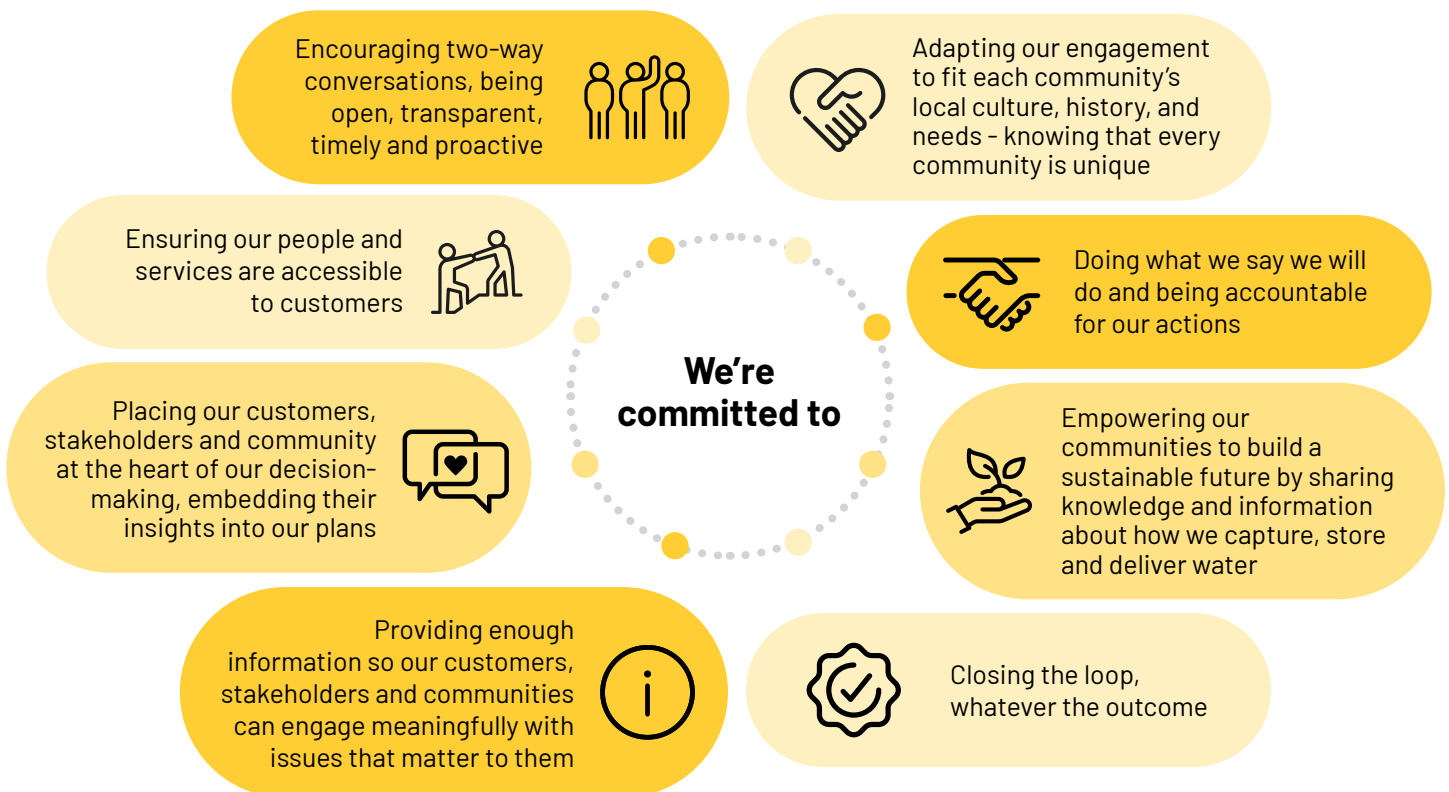 Encouraging two-way
conversations, being
open, transparent,
timely and proactive
Adapting our engagement
to fit each community’s
local culture, history, and
needs - knowing that every
community is unique
Ensuring our people and
services are accessible
to customers
Doing what we say we will
do and being accountable
for our actions
We’re
committed to
Placing our customers,
stakeholders and community
at the heart of our decision-
making, embedding their
insights into our plans
Empowering our
communities to build a
sustainable future by sharing
knowledge and information
about how we capture, store
and deliver water
Providing enough
information so our customers,
stakeholders and communities
can engage meaningfully with
issues that matter to them
Closing the loop,
whatever the outcome